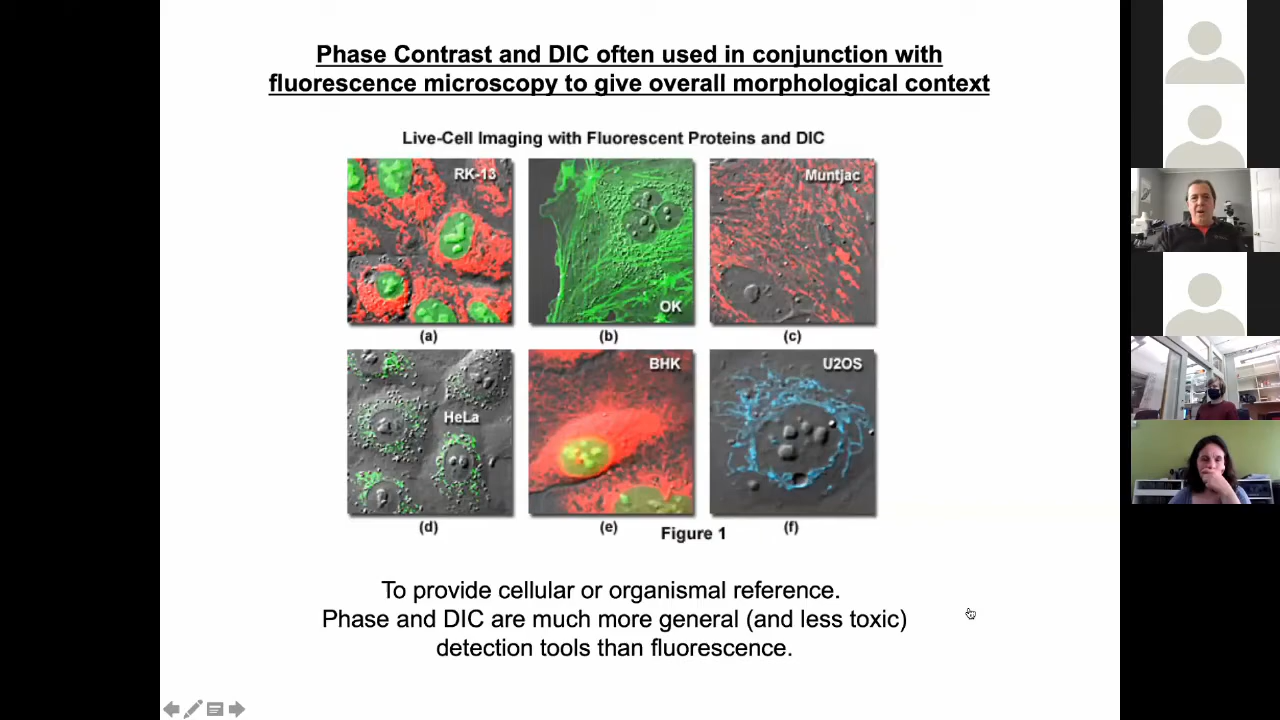 Phase Contrast and DIC often used in conjunction with
fluorescence microscopy to give overall morphological context
Live-Cell Imaging with Fluorescent Proteins and DIC
RK-13
OK
Muntjac
(a)
(b)
(c)
HeLa
BHK
U2OS
(d)
(e)
(f)
Figure 1
To provide cellular or organismal reference.
Phase and DIC are much more general (and less toxic)
detection tools than fluorescence.